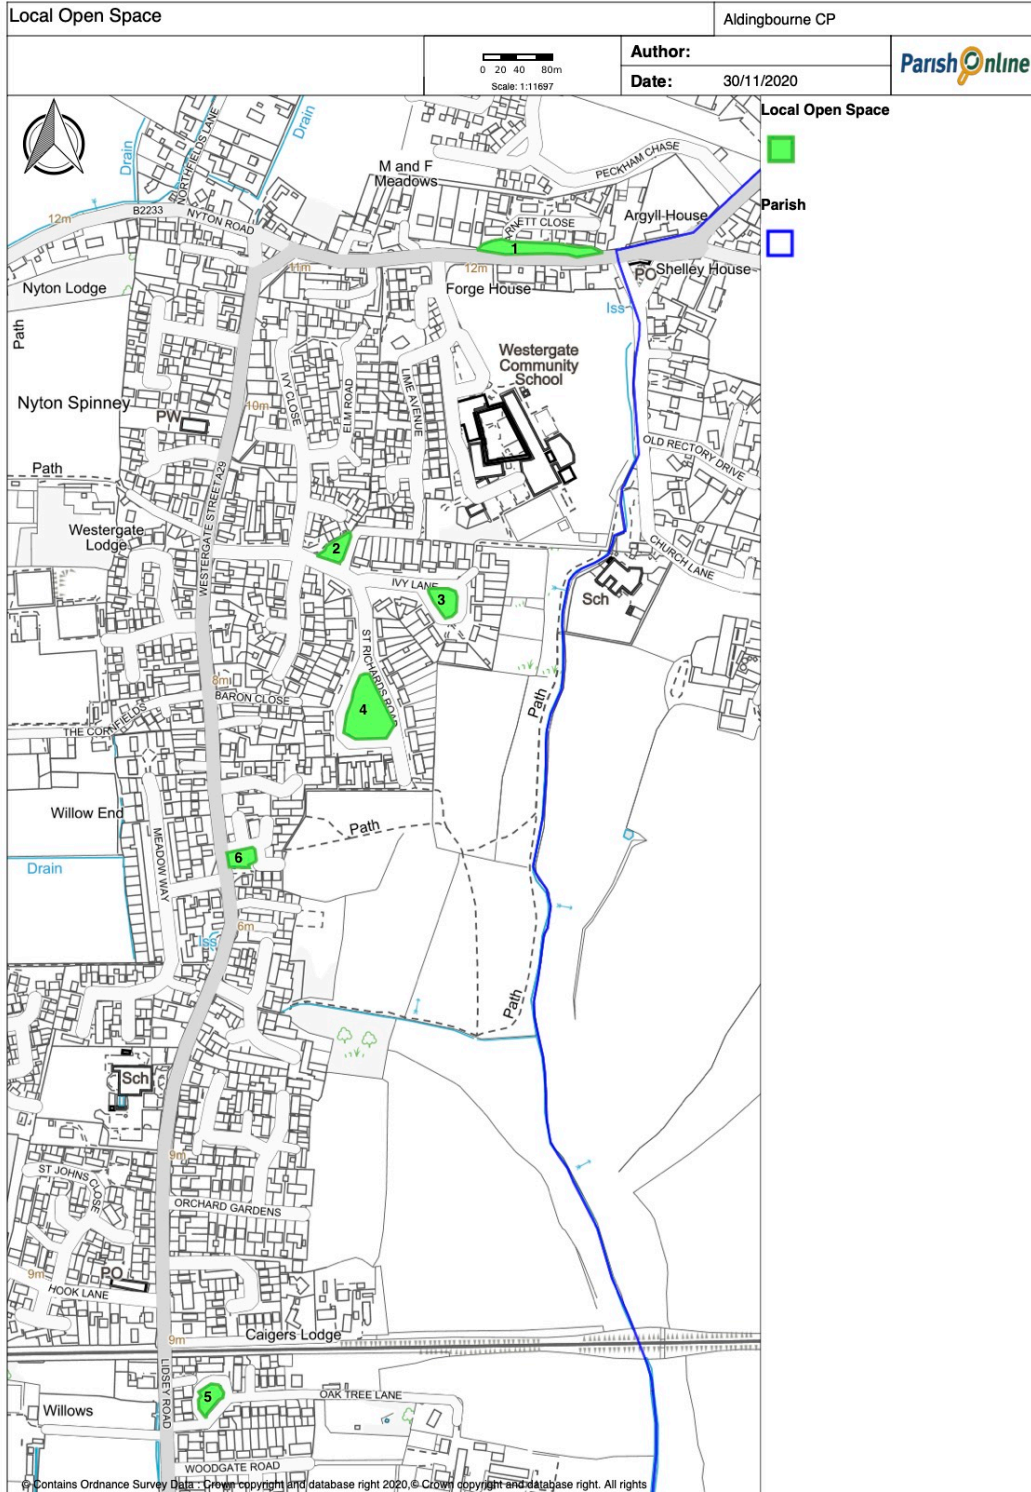 Local Open Space
Aldingbourne CP
0 20 40 80m
Scale: 1:11697
Author:
Date: 30/11/2020
Parish Online
Local Open Space
Parish
Drain
Drain
NORTHFIELDS LANE
M and F
Meadows
PECKHAM CHASE
12m
B2233
NYTON ROAD
RNETT CLOSE
Argyll House
1
11m
12m
PO
Shelley House
Nyton Lodge
Forge House
Iss
Path
Westergate
Community
School
IVY CLOSE
ELM ROAD
LIME AVENUE
Nyton Spinney
10m
PW
OLD RECTORY DRIVE
Path
WESTERGATE STREET A29
Westergate
Lodge
2
CHURCH LANE
IVY LANE
3
Sch
ST RICHARDS ROAD
8m
BARON CLOSE
4
Path
THE CORNFIELDS
Willow End
MEADOW WAY
Path
6
Drain
6m
Iss
Path
Sch
9m
ST JOHNS CLOSE
ORCHARD GARDENS
PO
9m
HOOK LANE
9m
Caigers Lodge
LIDSEY ROAD
5
OAK TREE LANE
Willows
WOODGATE ROAD
© Contains Ordnance Survey Data : Crown copyright and database right 2020,© Crown copyright and database right. All rights